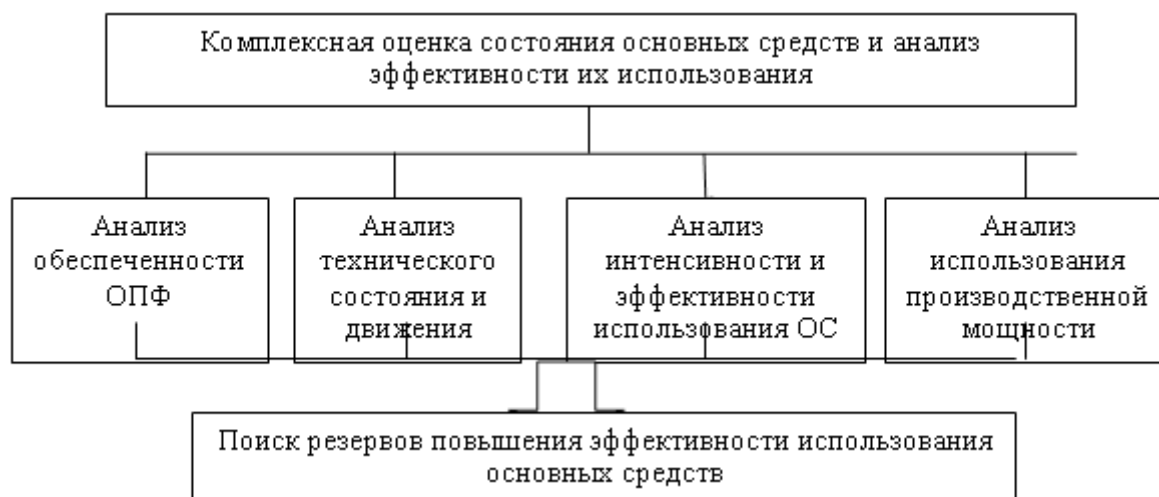 Комплексная оценка состояния основных средств и анализ
эффективности их использования
Анализ
обеспеченности
ОПФ
Анализ
технического
состояния и
движения
Анализ
интенсивности и
эффективности
использования ОС
Анализ
использования
производственной
мощности
Поиск резервов повышения эффективности использования
основных средств